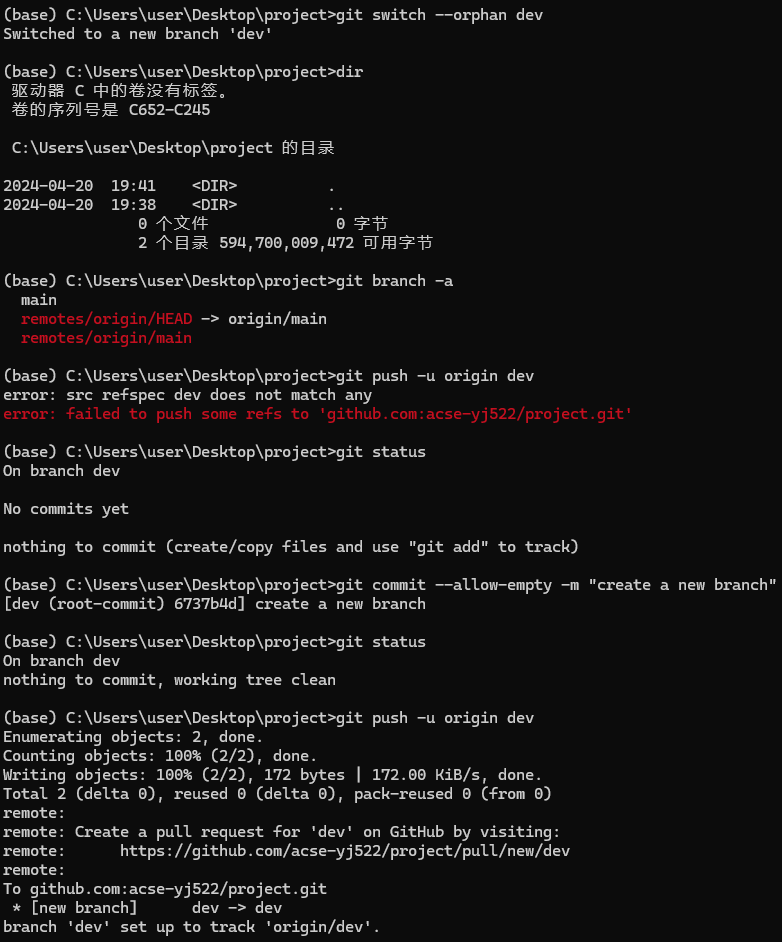 (base) C:\Users\user\Desktop\project>git switch --orphan dev
Switched to a new branch 'dev'
(base) C:\Users\user\Desktop\project>dir
 驱动器 C 中的卷没有标签。
 卷的序列号是 C652-C245
 C:\Users\user\Desktop\project 的目录
2024-04-20  19:41    <DIR>          .
2024-04-20  19:38    <DIR>          ..
               0 个文件              0 字节
               2 个目录 594,700,009,472 可用字节
(base) C:\Users\user\Desktop\project>git branch -a
  main
  remotes/origin/HEAD -> origin/main
  remotes/origin/main
(base) C:\Users\user\Desktop\project>git push -u origin dev
error: src refspec dev does not match any
error: failed to push some refs to 'github.com:acse-yj522/project.git'
(base) C:\Users\user\Desktop\project>git status
On branch dev
No commits yet
nothing to commit (create/copy files and use "git add" to track)
(base) C:\Users\user\Desktop\project>git commit --allow-empty -m "create a new branch"
[dev (root-commit) 6737b4d] create a new branch
(base) C:\Users\user\Desktop\project>git status
On branch dev
nothing to commit, working tree clean
(base) C:\Users\user\Desktop\project>git push -u origin dev
Enumerating objects: 2, done.
Counting objects: 100% (2/2), done.
Writing objects: 100% (2/2), 172 bytes | 172.00 KiB/s, done.
Total 2 (delta 0), reused 0 (delta 0), pack-reused 0 (from 0)
remote:
remote: Create a pull request for 'dev' on GitHub by visiting:
remote:      https://github.com/acse-yj522/project/pull/new/dev
remote:
To github.com:acse-yj522/project.git
 * [new branch]      dev -> dev
branch 'dev' set up to track 'origin/dev'.